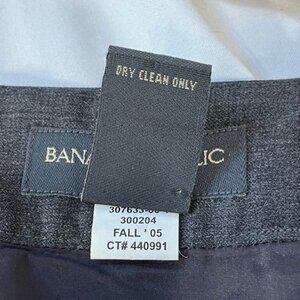 DRY CLEAN ONLY
BANA LIC
300204
FALL ' 05
CT# 440991